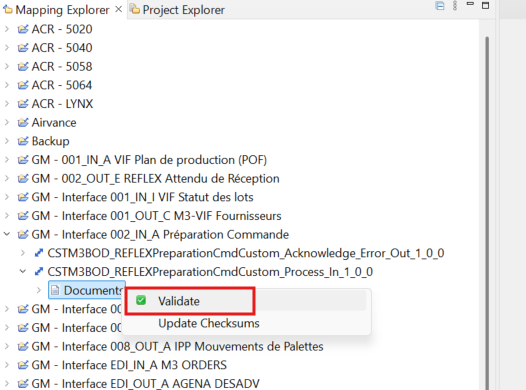 Mapping Explorer × Project Explorer
ACR - 5020
ACR - 5040
ACR - 5058
ACR - 5064
ACR - LYNX
Airvance
Backup
GM - 001_IN_A VIF Plan de production (POF)
GM - 002_OUT_E REFLEX Attendu de Réception
GM - Interface 001_IN_I VIF Statut des lots
GM - Interface 001_OUT_C M3-VIF Fournisseurs
GM - Interface 002_IN_A Préparation Commande
CSTM3BOD_REFLEXPreparationCmdCustom_Acknowledge_Error_Out_1_0_0
CSTM3BOD_REFLEXPreparationCmdCustom_Process_In_1_0_0
Documents
Validate
GM - Interface 00
Update Checksums
GM - Interface 00
GM - Interface 008_OUT_A IPP Mouvements de Palettes
GM - Interface EDI_IN_A M3 ORDERS
GM - Interface EDI_OUT_A AGENA DESADV